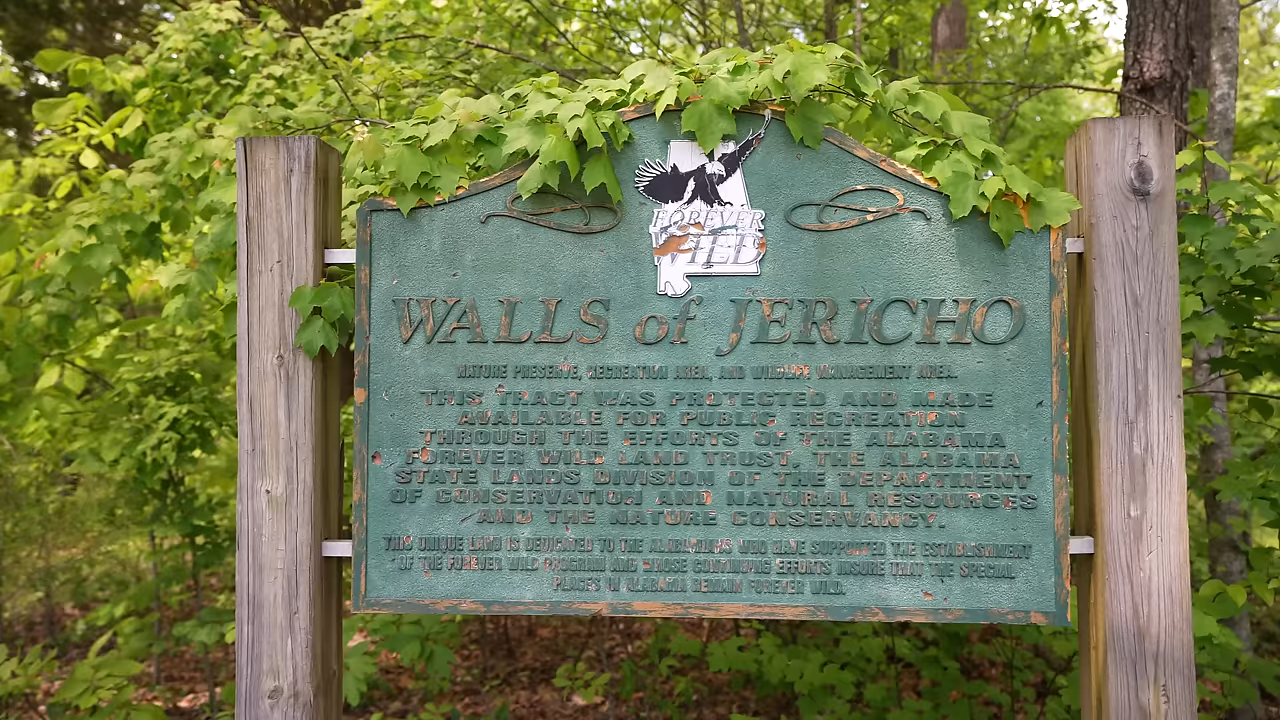 FOREVER
WILD
WALLS of JERICHO
NATURE PRESERVE, RECREATION AREA, AND WILDLIFE MANAGEMENT AREA.
THIS TRACT WAS PROTECTED AND MADE
AVAILABLE FOR PUBLIC RECREATION
THROUGH THE EFFORTS OF THE ALABAMA
FOREVER WILD LAND TRUST, THE ALABAMA
STATE LANDS DIVISION OF THE DEPARTMENT
OF CONSERVATION AND NATURAL RESOURCES
AND THE NATURE CONSERVANCY.
THIS UNIQUE LAND IS DEDICATED TO THE ALABAMIANS WHO HAVE SUPPORTED THE ESTABLISHMENT
OF THE FOREVER WILD PROGRAM AND WHOSE CONTINUING EFFORTS INSURE THAT THE SPECIAL
PLACES IN ALABAMA REMAIN FOREVER WILD.